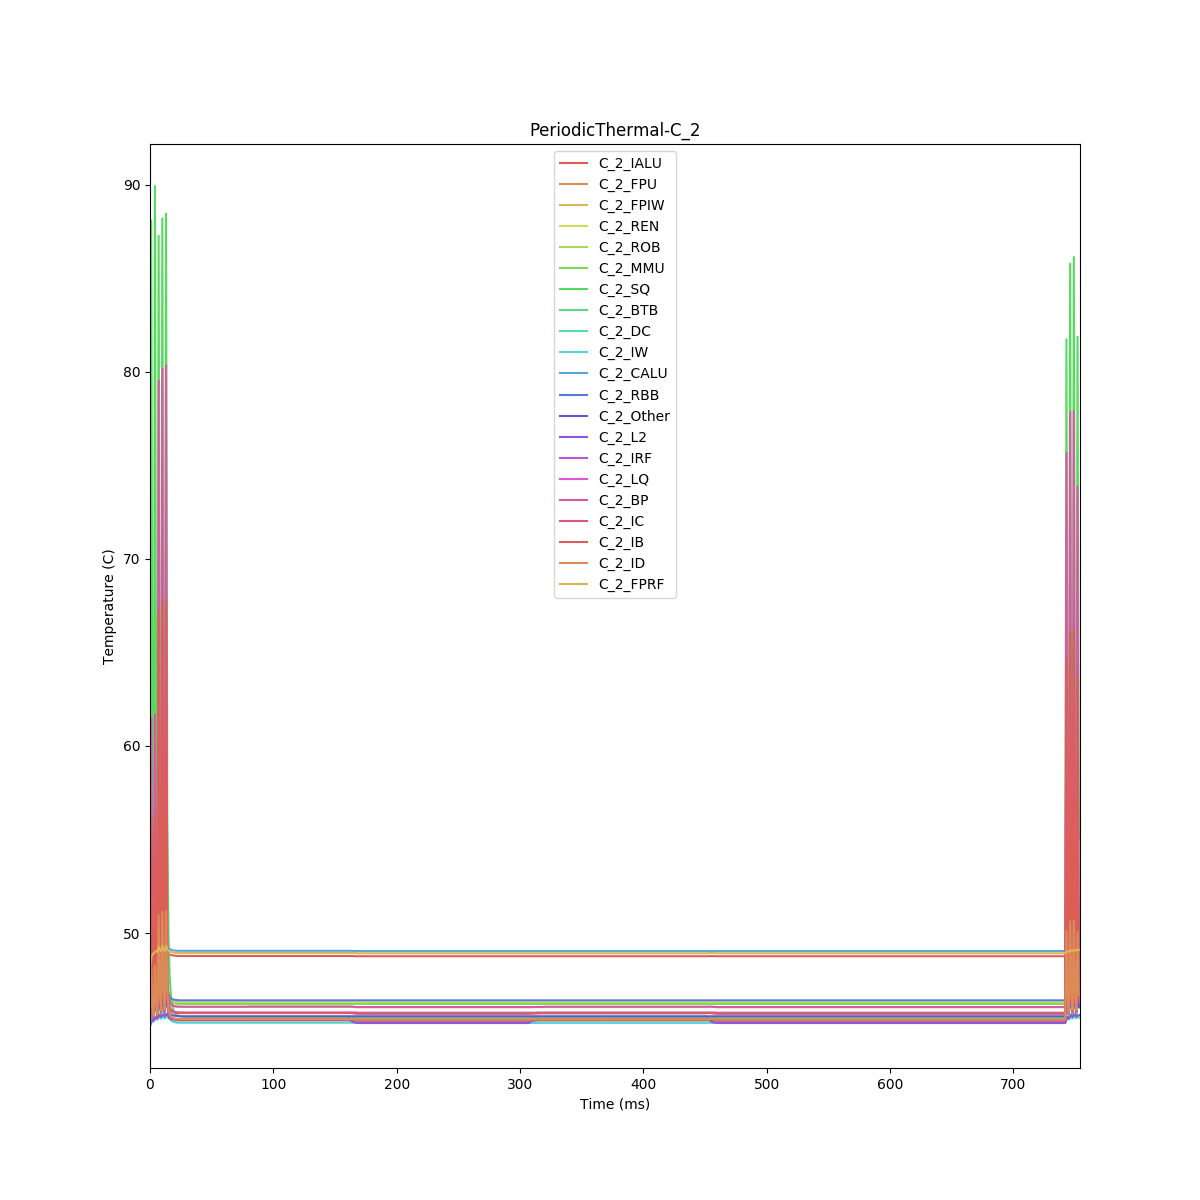 PeriodicThermal-C_2
C_2_IALU
C_2_FPU
C_2_FPIW
C_2_REN
C_2_ROB
C_2_MMU
C_2_SQ
C_2_BTB
C_2_DC
C_2_IW
C_2_CALU
C_2_RBB
C_2_Other
C_2_L2
C_2_IRF
C_2_LQ
C_2_BP
C_2_IC
C_2_IB
C_2_ID
C_2_FPRF
Temperature (C)
90
80
70
60
50
0 100 200 300 400 500 600 700
Time (ms)